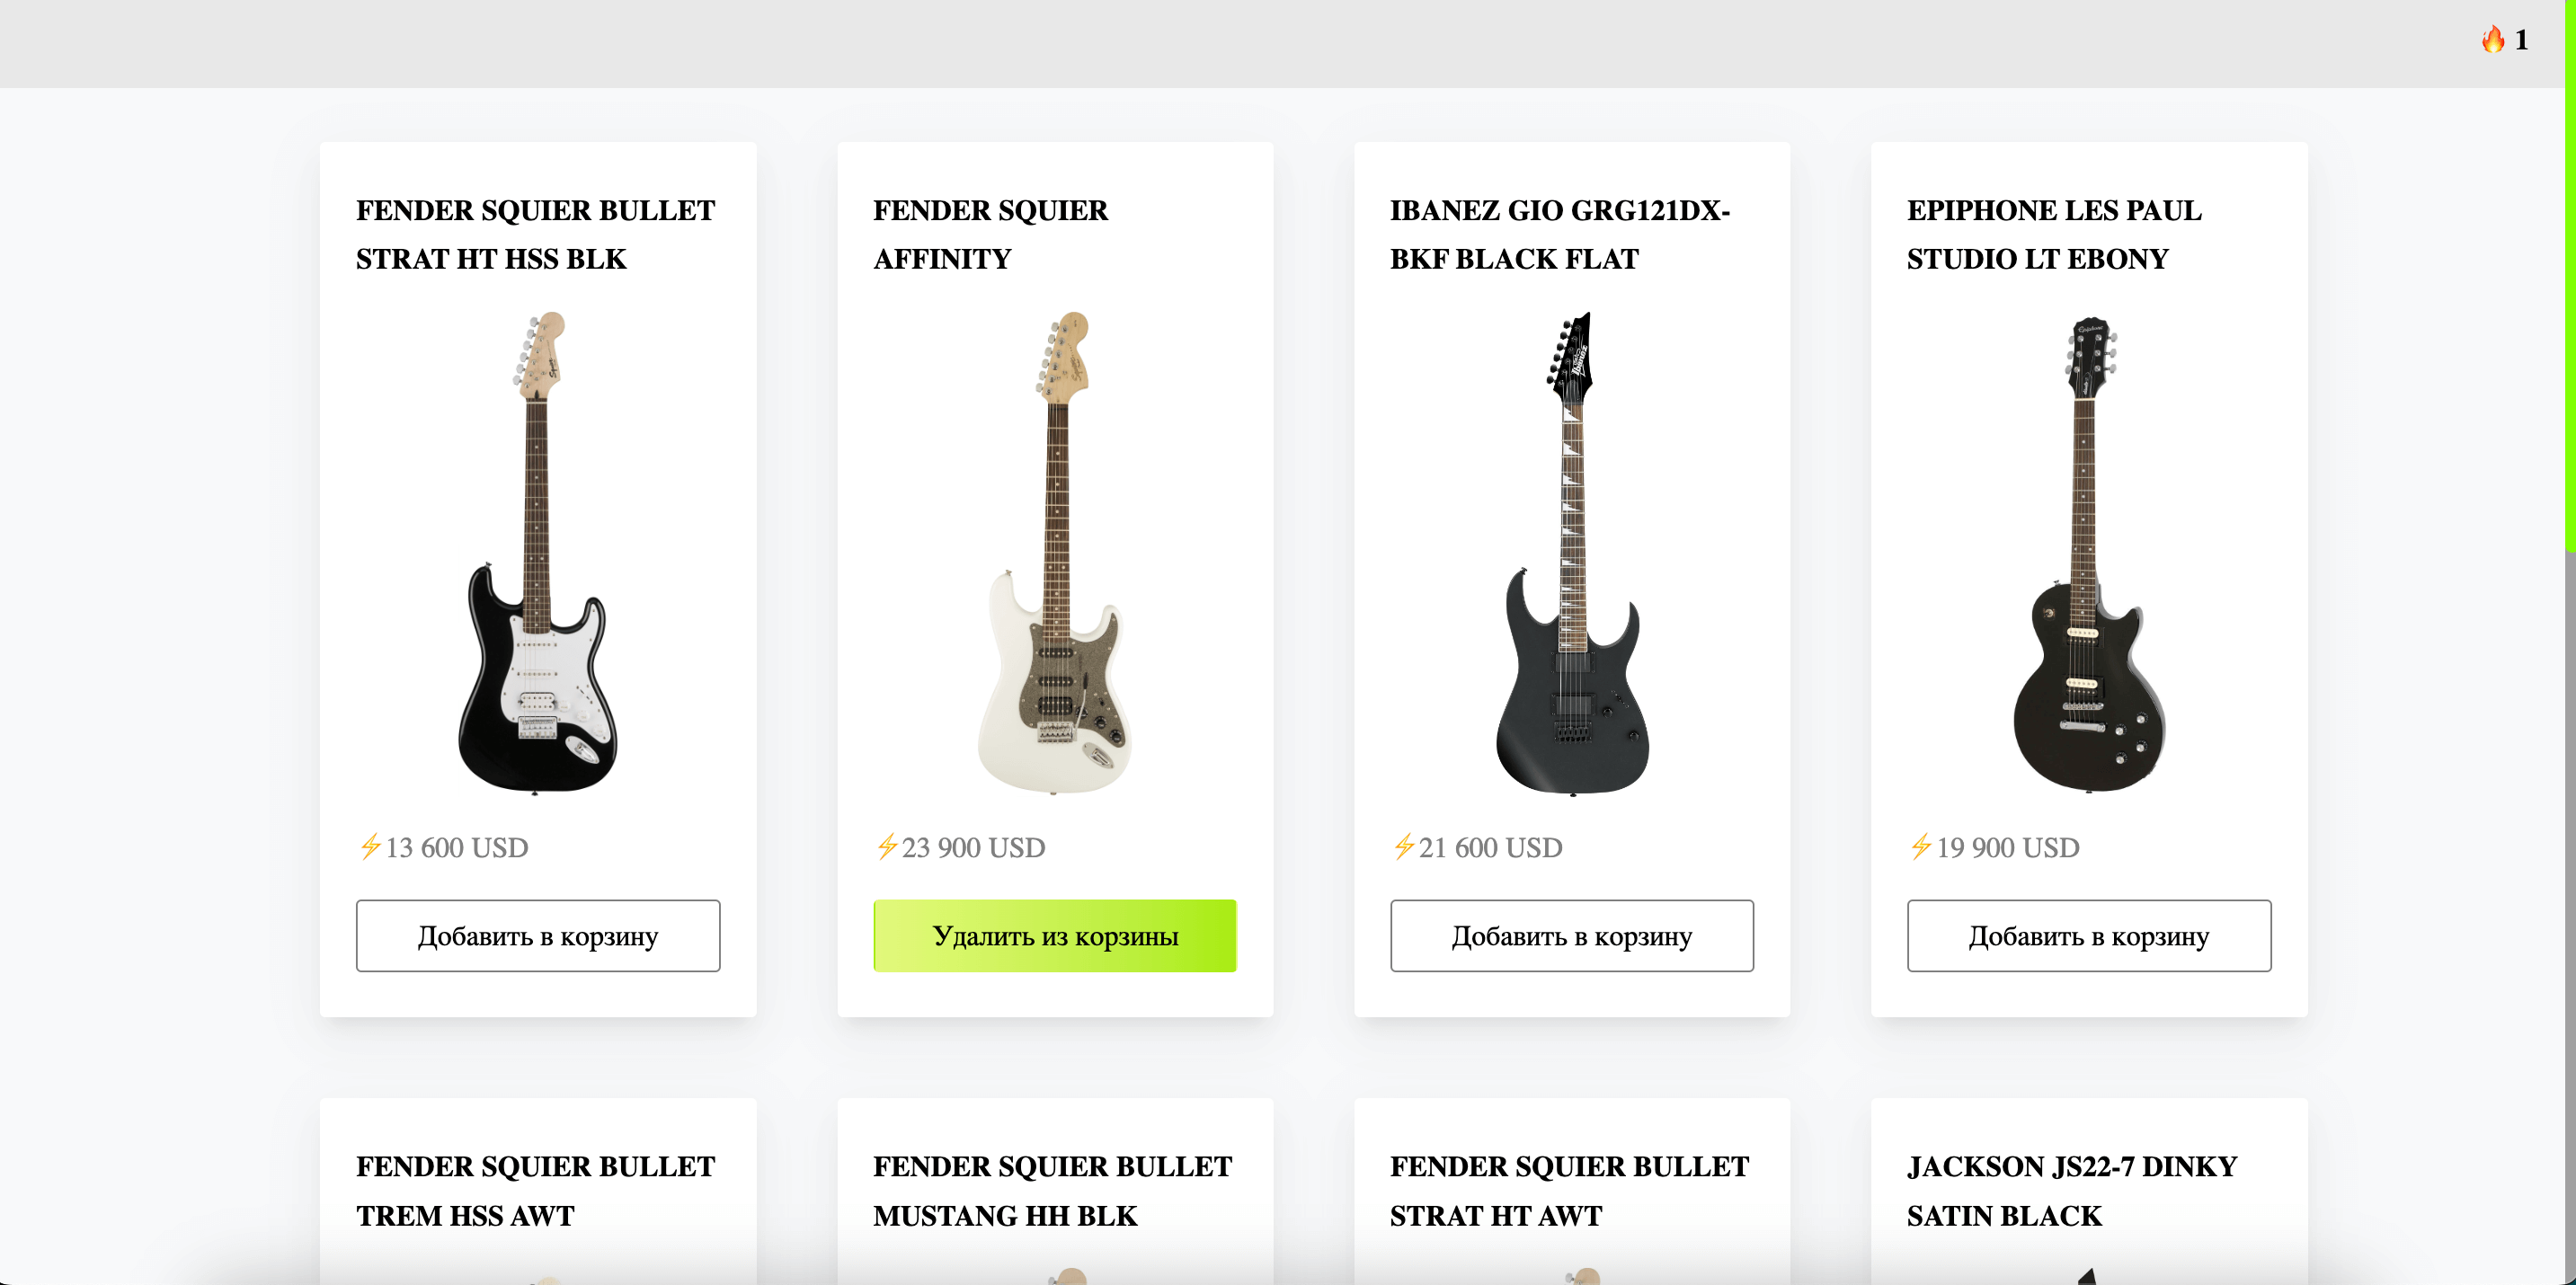 🔥 1
FENDER SQUIER BULLET
STRAT HT HSS BLK
FENDER SQUIER
AFFINITY
IBANEZ GIO GRG121DX-
BKF BLACK FLAT
EPIPHONE LES PAUL
STUDIO LT EBONY
Squier
Ibanez
Epiphone
⚡13 600 USD
⚡23 900 USD
⚡21 600 USD
⚡19 900 USD
Добавить в корзину
Удалить из корзины
Добавить в корзину
Добавить в корзину
FENDER SQUIER BULLET
TREM HSS AWT
FENDER SQUIER BULLET
MUSTANG HH BLK
FENDER SQUIER BULLET
STRAT HT AWT
JACKSON JS22-7 DINKY
SATIN BLACK